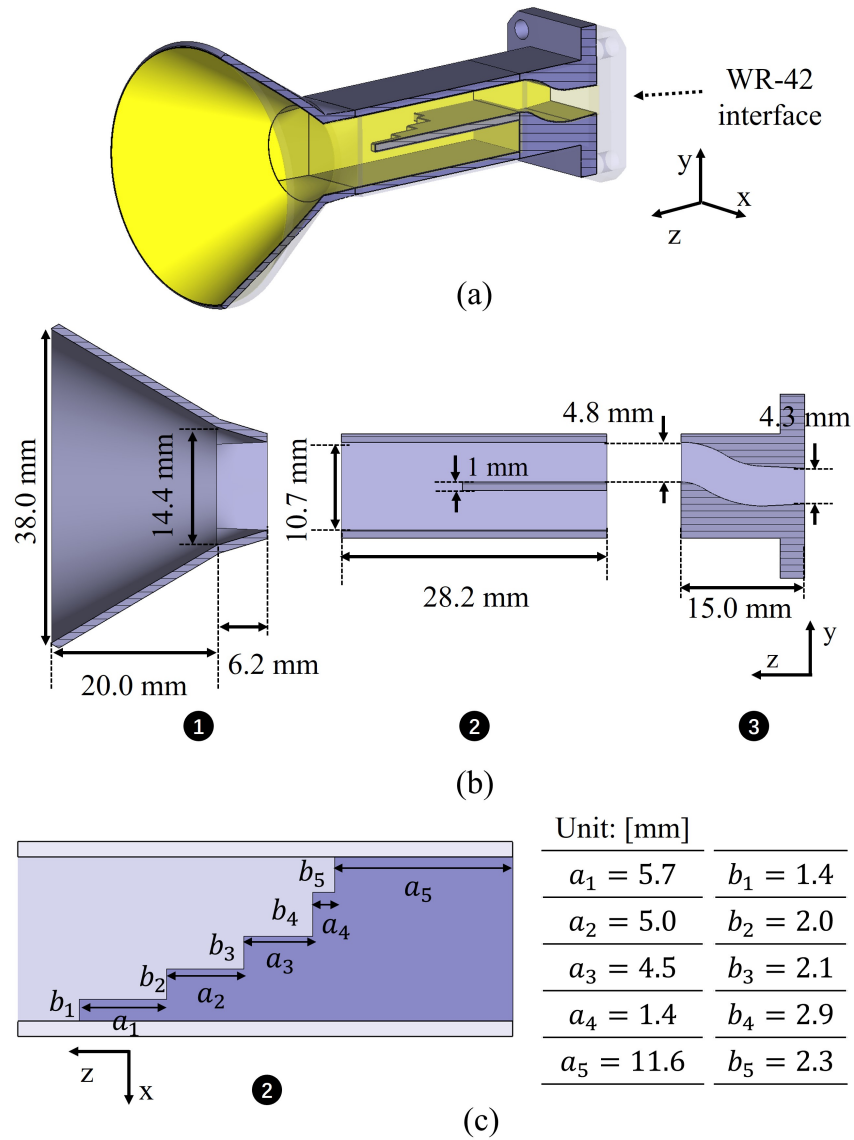 WR-42
interface
y
x
z
(a)
38.0 mm
14.4 mm
10.7 mm
1 mm
4.8 mm
4.3 mm
28.2 mm
15.0 mm
6.2 mm
20.0 mm
y
z
1
2
3
(b)
b₅
a₅
b₄
a₄
b₃
a₃
b₂
a₂
b₁
a₁
z
x
2
Unit: [mm]
a₁ = 5.7 b₁ = 1.4
a₂ = 5.0 b₂ = 2.0
a₃ = 4.5 b₃ = 2.1
a₄ = 1.4 b₄ = 2.9
a₅ = 11.6 b₅ = 2.3
(c)